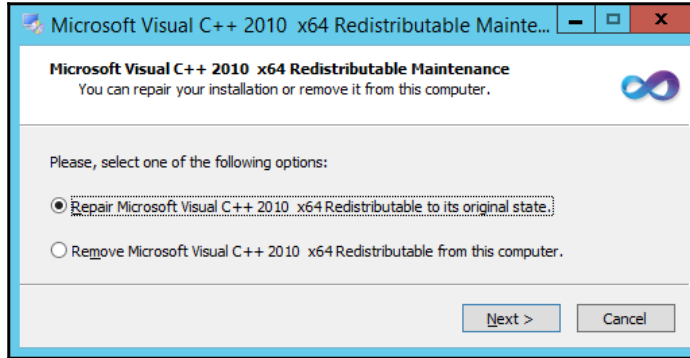 Microsoft Visual C++ 2010 x64 Redistributable Mainte...
Microsoft Visual C++ 2010 x64 Redistributable Maintenance
You can repair your installation or remove it from this computer.
Please, select one of the following options:
Repair Microsoft Visual C++ 2010 x64 Redistributable to its original state.
Remove Microsoft Visual C++ 2010 x64 Redistributable from this computer.
Next > Cancel